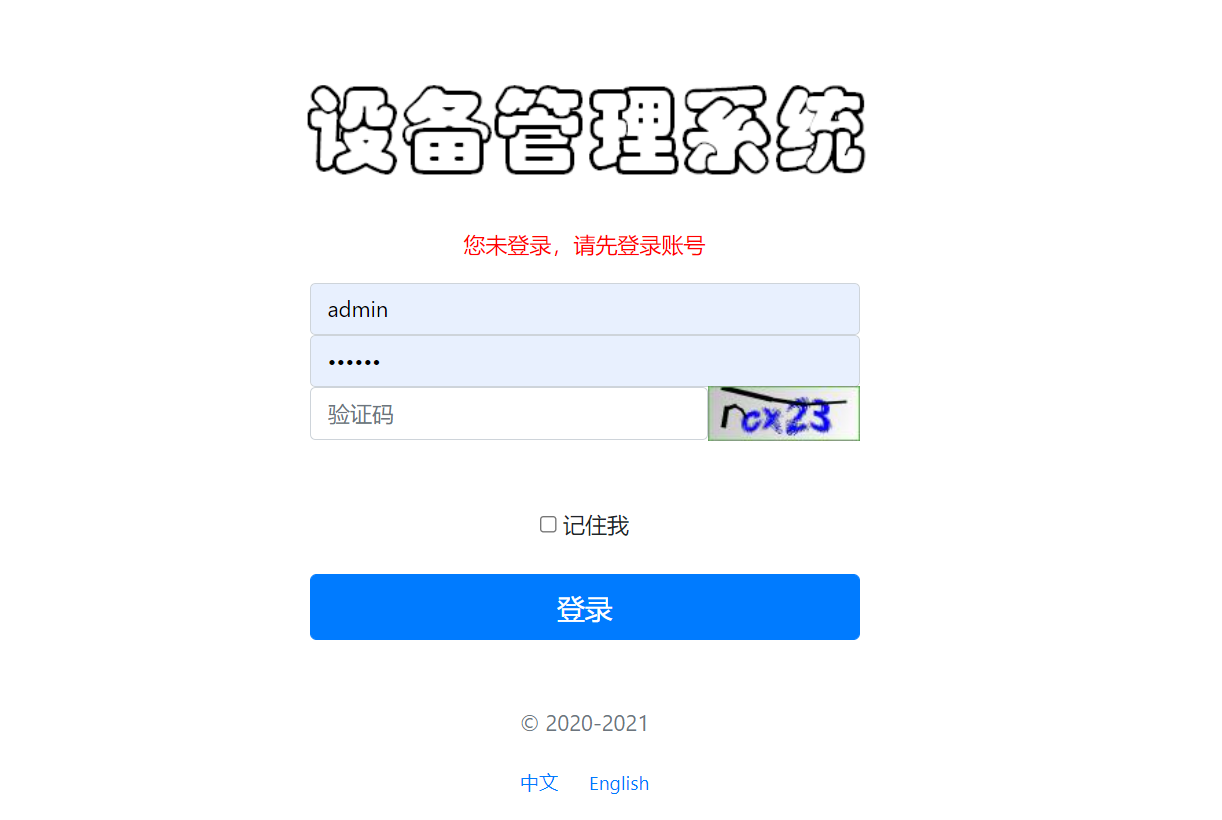 设备管理系统
您未登录，请先登录账号
admin
••••••
验证码
ncx23
记住我
登录
© 2020-2021
中文 English